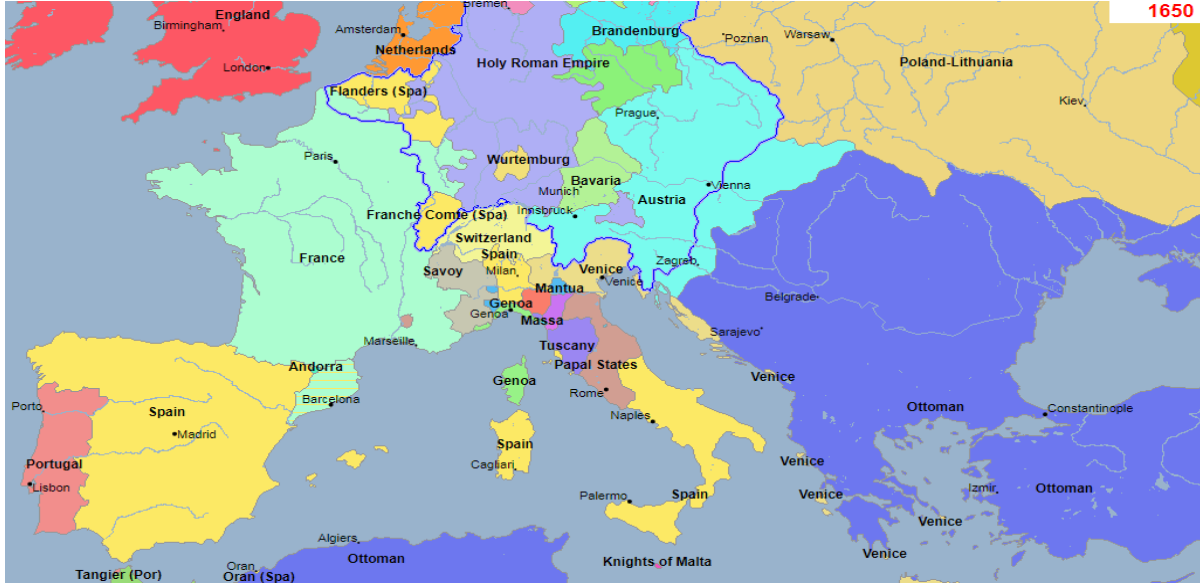 1650
England
Bremen
Birmingham
Amsterdam
Netherlands
Brandenburg
Poznan
Warsaw
Holy Roman Empire
Poland-Lithuania
London
Flanders (Spa)
Kiev
Prague
Paris
Wurtemburg
Bavaria
Munich
Vienna
Austria
Franche Comte (Spa)
Innsbruck
Switzerland
France
Spain
Savoy
Milan
Venice
Venice
Zagreb
Mantua
Genoa
Genoa
Massa
Belgrade
Sarajevo
Marseille
Tuscany
Papal States
Andorra
Genoa
Venice
Rome
Barcelona
Porto
Spain
Naples
Ottoman
Constantinople
Madrid
Spain
Cagliari
Venice
Portugal
Lisbon
Palermo
Spain
Venice
Izmir
Ottoman
Venice
Algiers
Ottoman
Venice
Oran
Knights of Malta
Tangier (Por)
Oran (Spa)